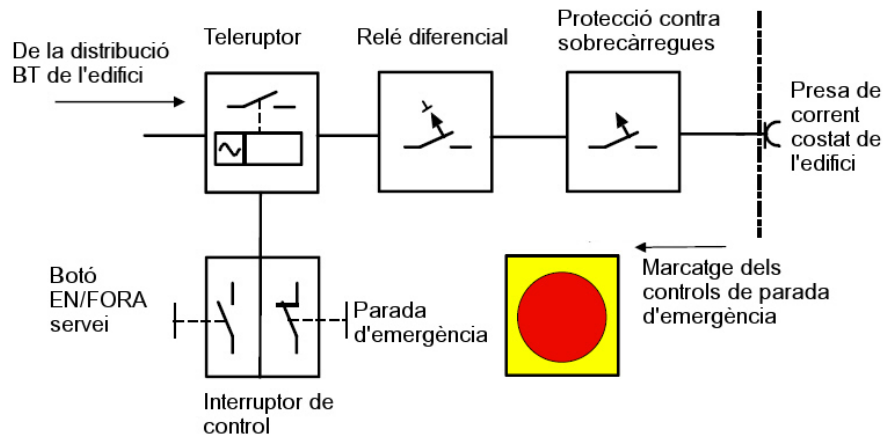 De la distribució
BT de l'edifici
Teleruptor
Relé diferencial
Protecció contra
sobrecàrregues
Presa de
corrent
costat de
l'edifici
Botó
EN/FORA
servei
Parada
d'emergència
Interruptor de
control
Marcatge dels
controls de parada
d'emergència